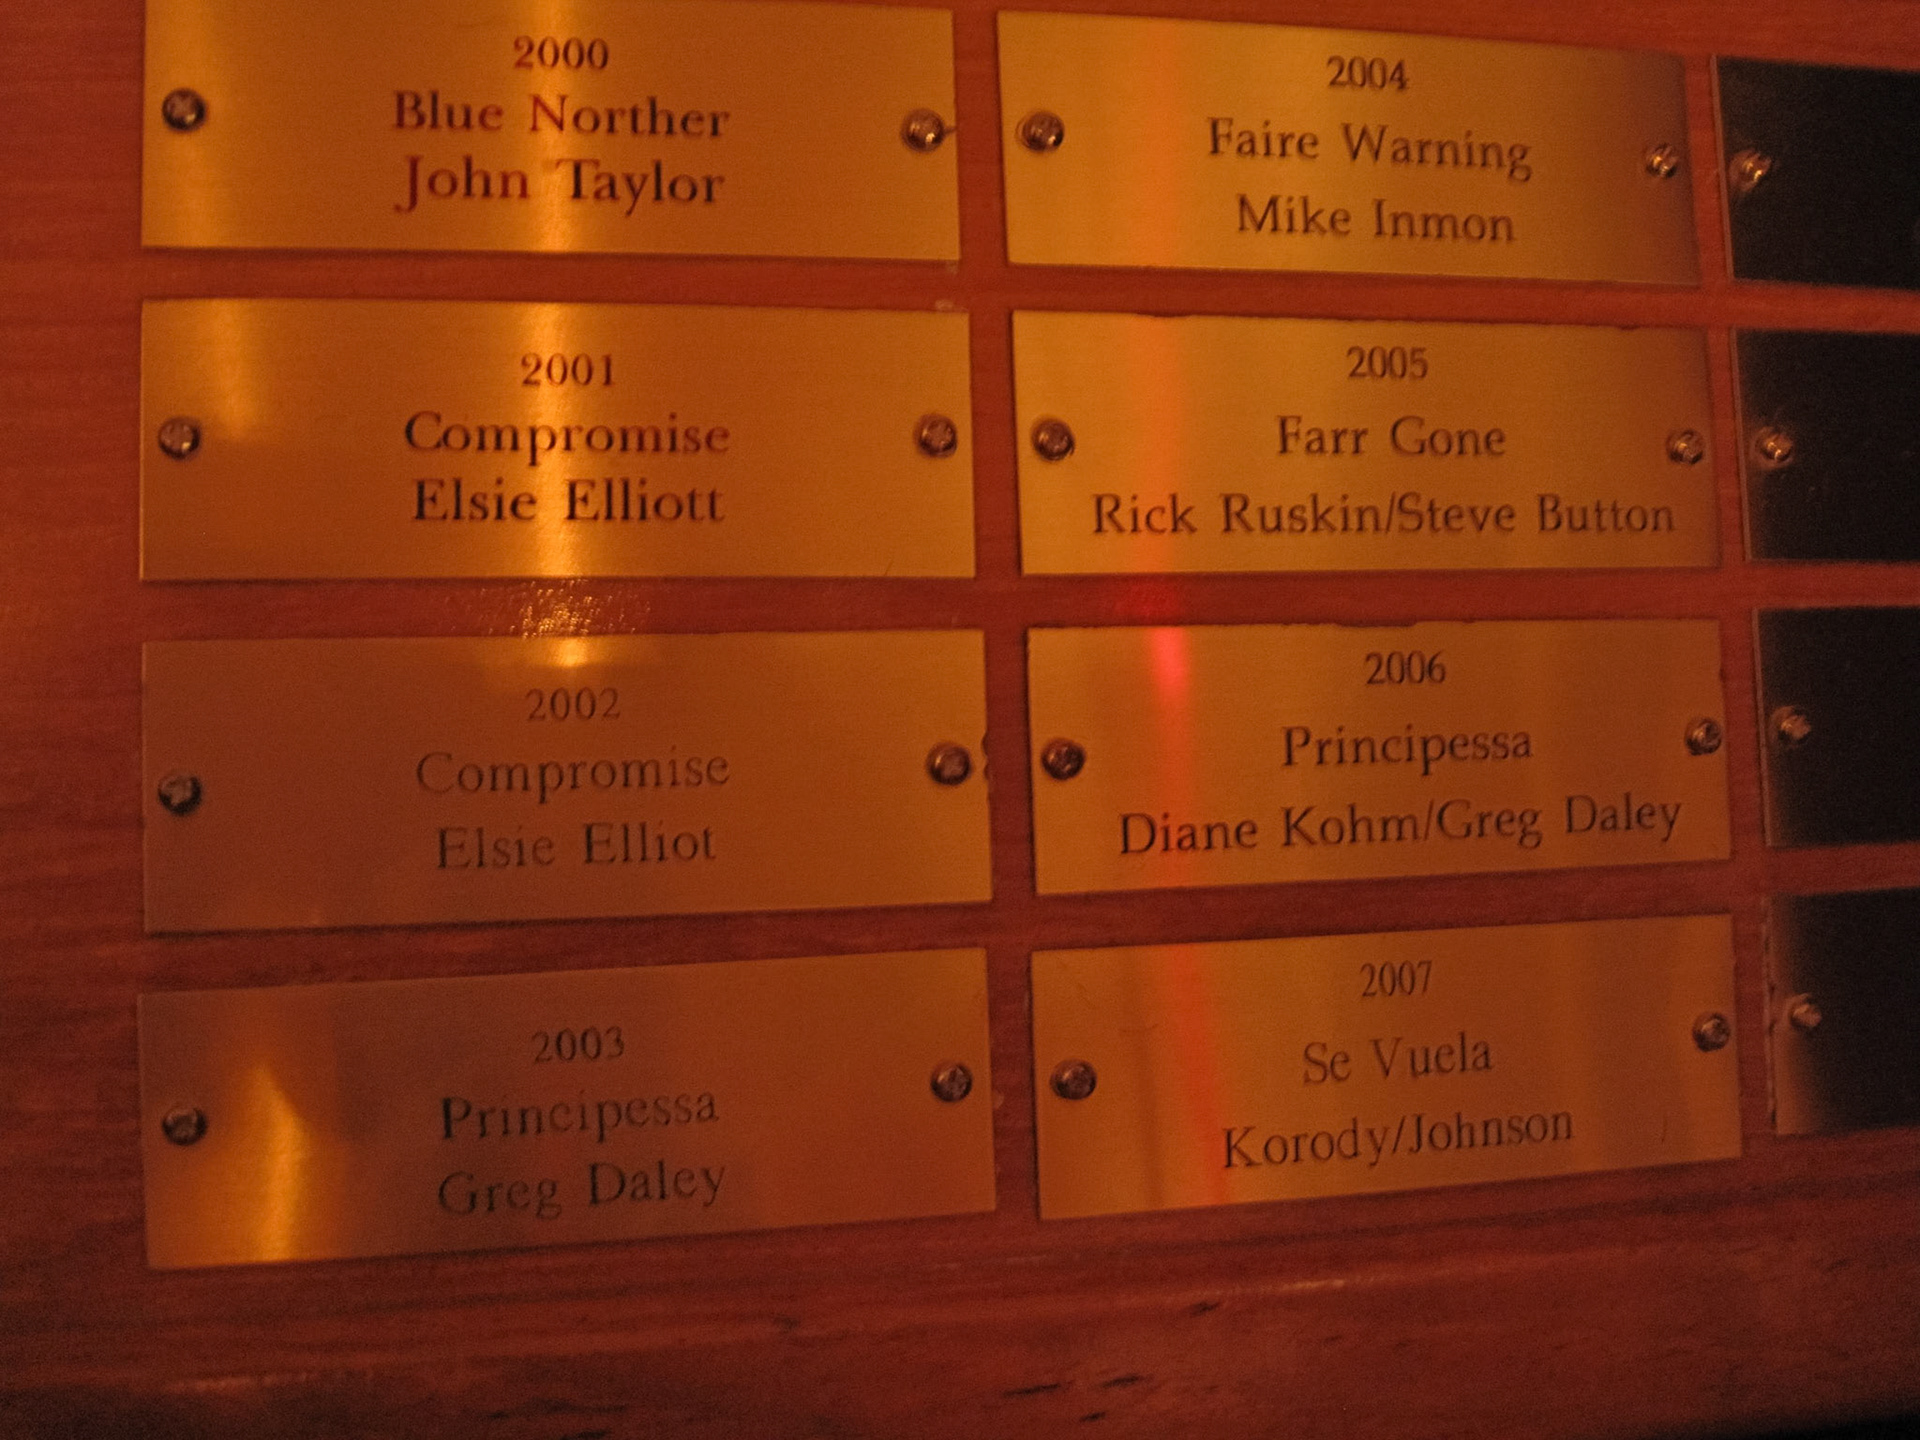 2000
Blue Norther
John Taylor
2001
Compromise
Elsie Elliott
2002
Compromise
Elsie Elliot
2003
Principessa
Greg Daley
2004
Faire Warning
Mike Inmon
2005
Farr Gone
Rick Ruskin/Steve Button
2006
Principessa
Diane Kohm/Greg Daley
2007
Se Vuela
Korody/Johnson